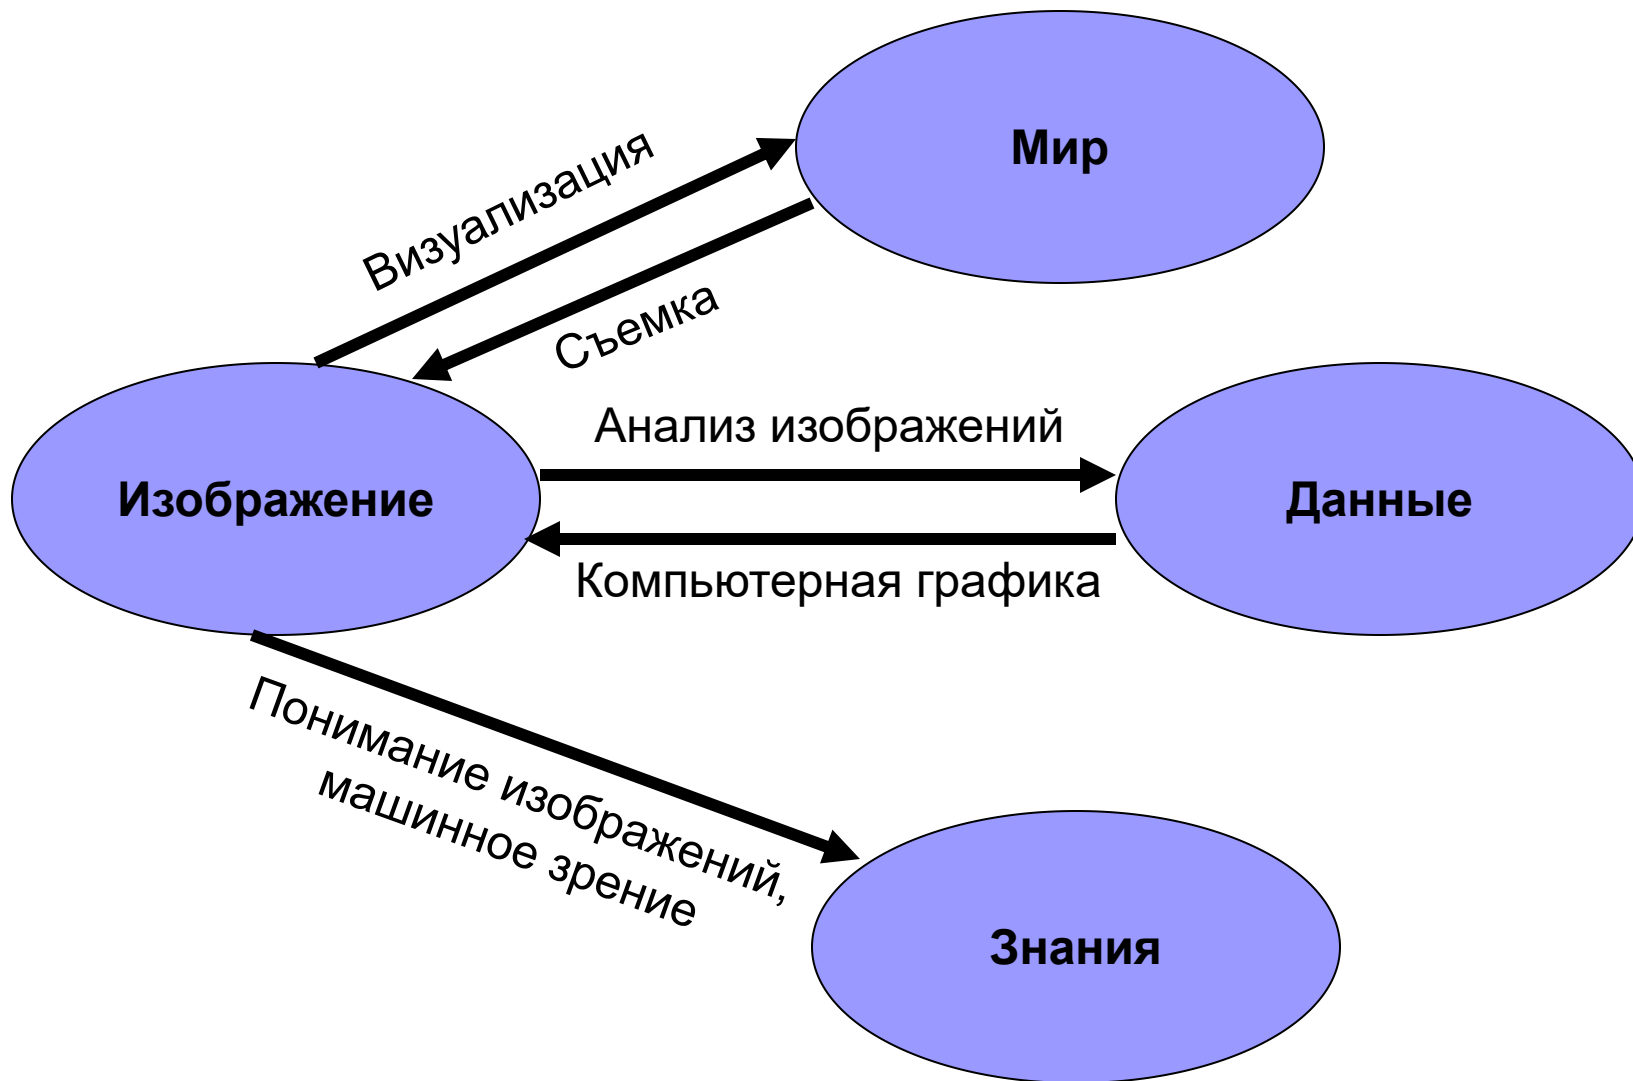 Мир
Визуализация
Съемка
Анализ изображений
Изображение
Данные
Компьютерная графика
Понимание изображений,
машинное зрение
Знания